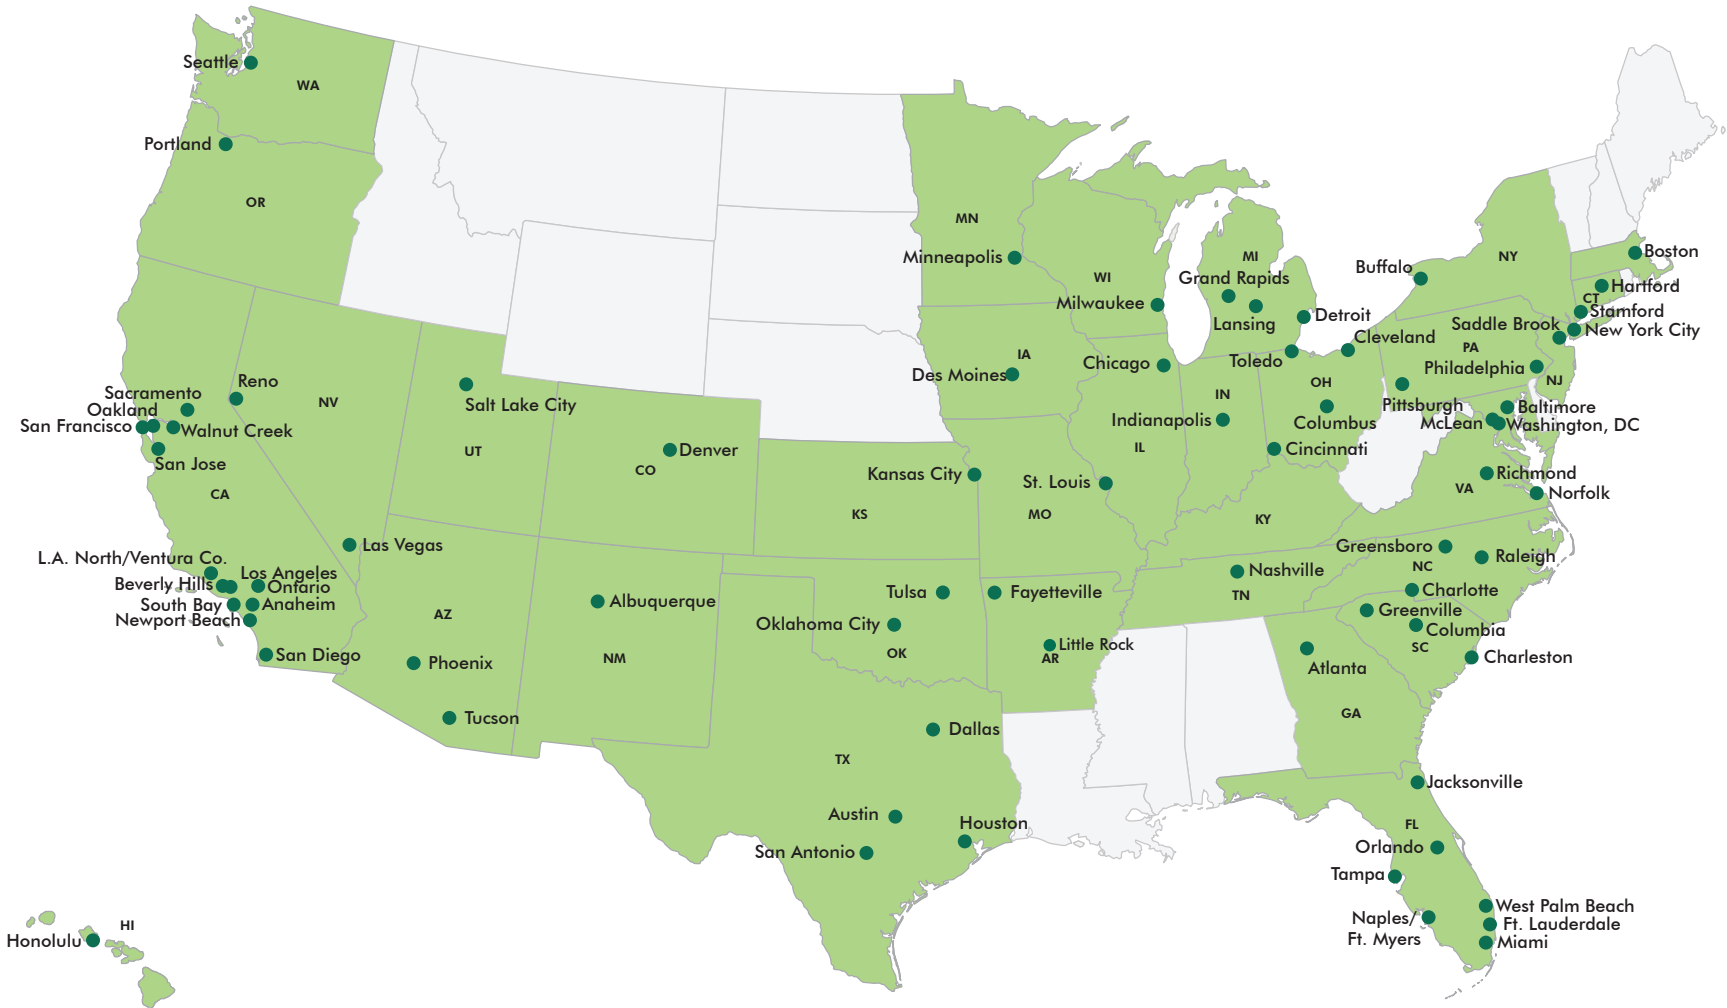 Seattle
WA
Portland
OR
MN
Minneapolis
WI
Milwaukee
MI
Grand Rapids
Lansing
Detroit
NY
Buffalo
Boston
Hartford
CT
Stamford
New York City
Saddle Brook
PA
Philadelphia
NJ
Cleveland
Toledo
OH
Pittsburgh
Columbus
Cincinnati
Baltimore
McLean
Washington, DC
IA
Des Moines
Chicago
IN
Indianapolis
IL
Reno
Sacramento
Oakland
San Francisco
Walnut Creek
San Jose
CA
NV
Salt Lake City
UT
Denver
CO
Kansas City
KS
St. Louis
MO
KY
Richmond
VA
Norfolk
Las Vegas
L.A. North/Ventura Co.
Los Angeles
Beverly Hills
Ontario
South Bay
Anaheim
Newport Beach
San Diego
AZ
Phoenix
Tucson
Albuquerque
NM
Tulsa
Oklahoma City
OK
Fayetteville
Little Rock
AR
Nashville
TN
Greensboro
Raleigh
NC
Charlotte
Greenville
Columbia
SC
Charleston
Atlanta
GA
Dallas
TX
Austin
Houston
San Antonio
Jacksonville
FL
Orlando
Tampa
West Palm Beach
Naples/
Ft. Myers
Ft. Lauderdale
Miami
HI
Honolulu